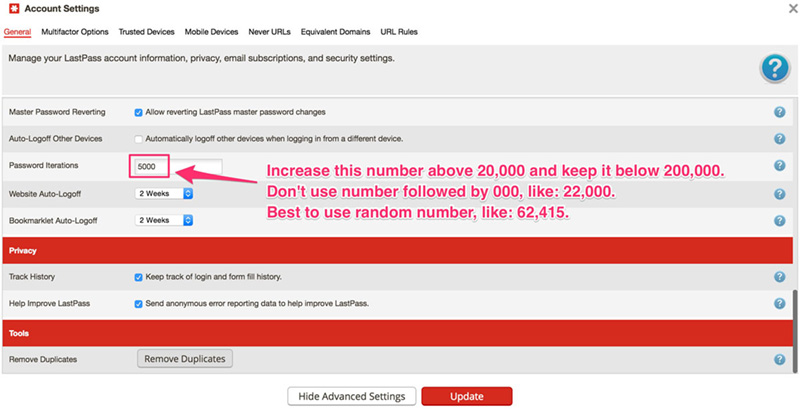 Account Settings
General Multifactor Options Trusted Devices Mobile Devices Never URLs Equivalent Domains URL Rules
Manage your LastPass account information, privacy, email subscriptions, and security settings.
Master Password Reverting Allow reverting LastPass master password changes
Auto-Logoff Other Devices Automatically logoff other devices when logging in from a different device.
Password Iterations 5000
Increase this number above 20,000 and keep it below 200,000.
Don't use number followed by 000, like: 22,000.
Best to use random number, like: 62,415.
Website Auto-Logoff 2 Weeks
Bookmarklet Auto-Logoff 2 Weeks
Privacy
Track History Keep track of login and form fill history.
Help Improve LastPass Send anonymous error reporting data to help improve LastPass.
Tools
Remove Duplicates Remove Duplicates
Hide Advanced Settings Update